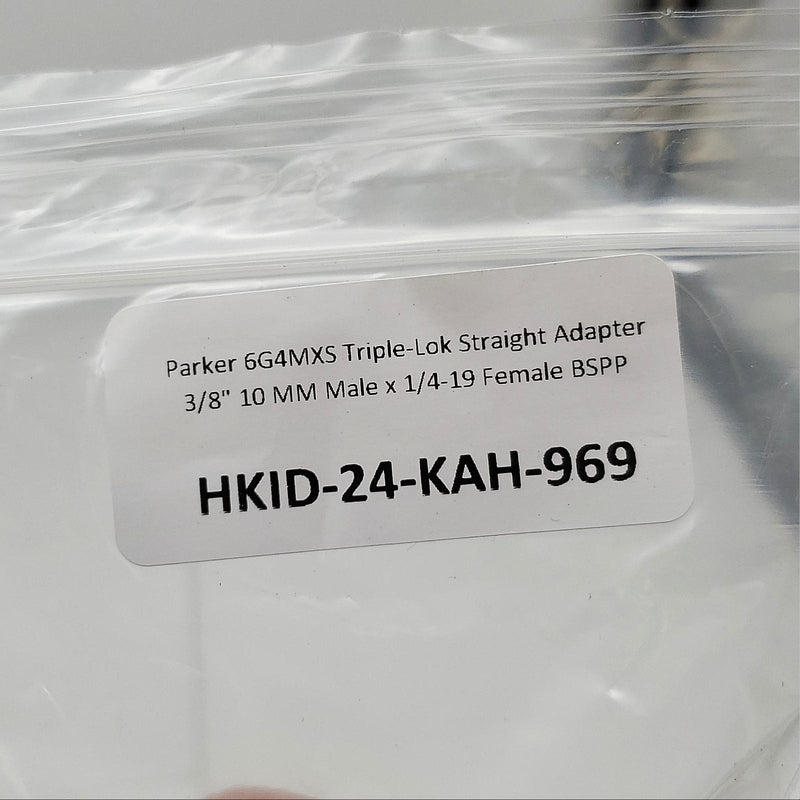 Parker 6G4MXS Triple-Lok Straight Adapter
3/8" 10 MM Male x 1/4-19 Female BSPP
HKID-24-KAH-969